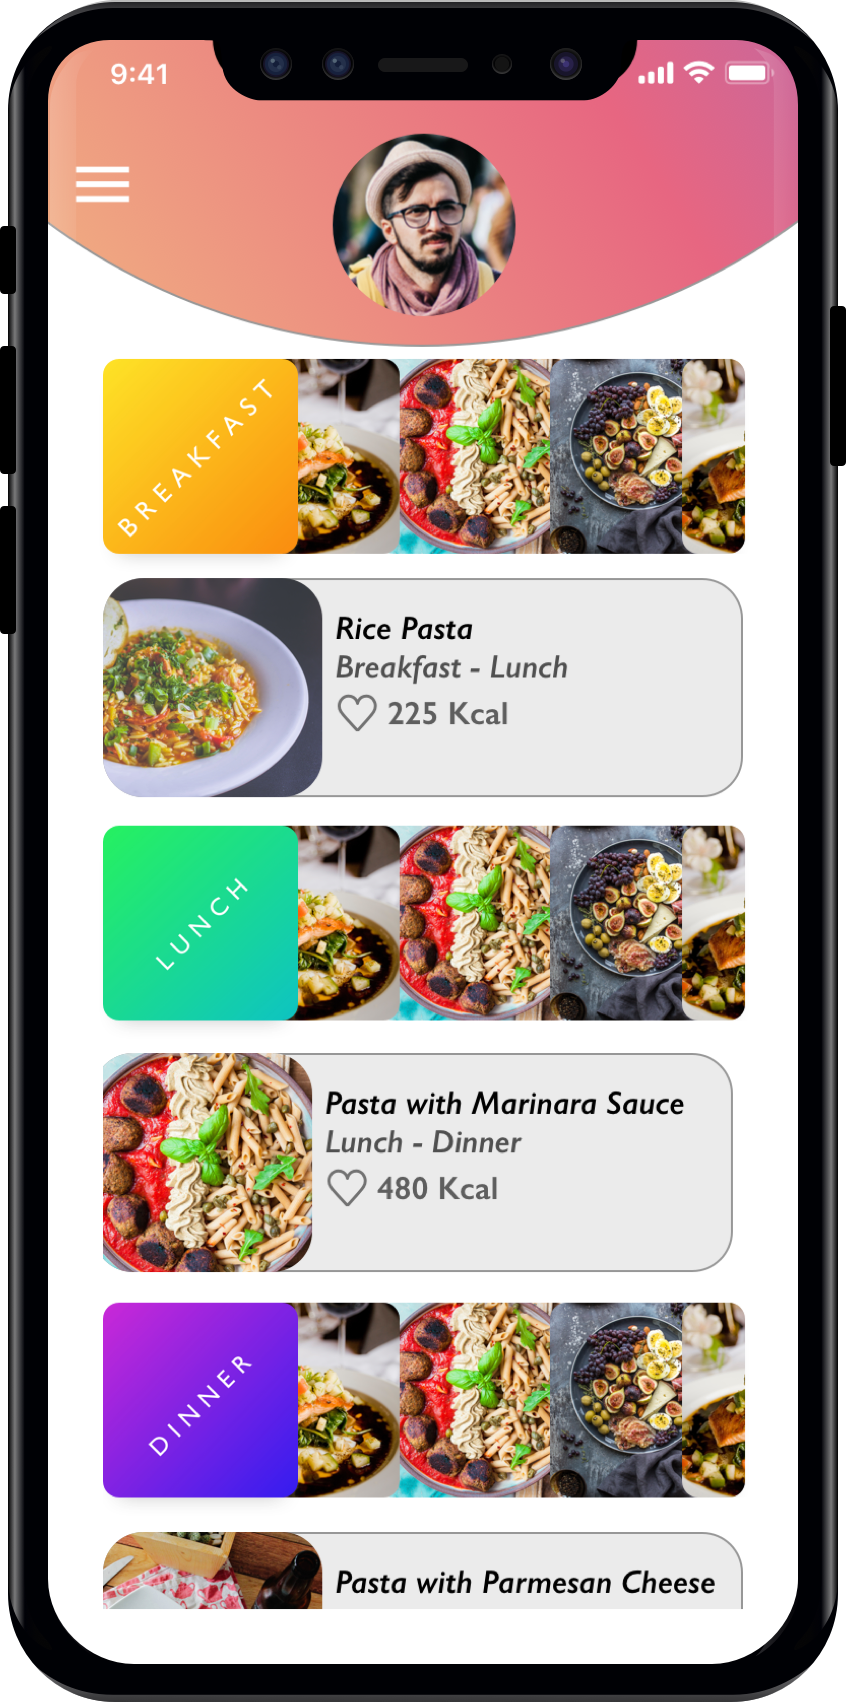 9:41
BREAKFAST
Rice Pasta
Breakfast - Lunch
225 Kcal
LUNCH
Pasta with Marinara Sauce
Lunch - Dinner
480 Kcal
DINNER
Pasta with Parmesan Cheese